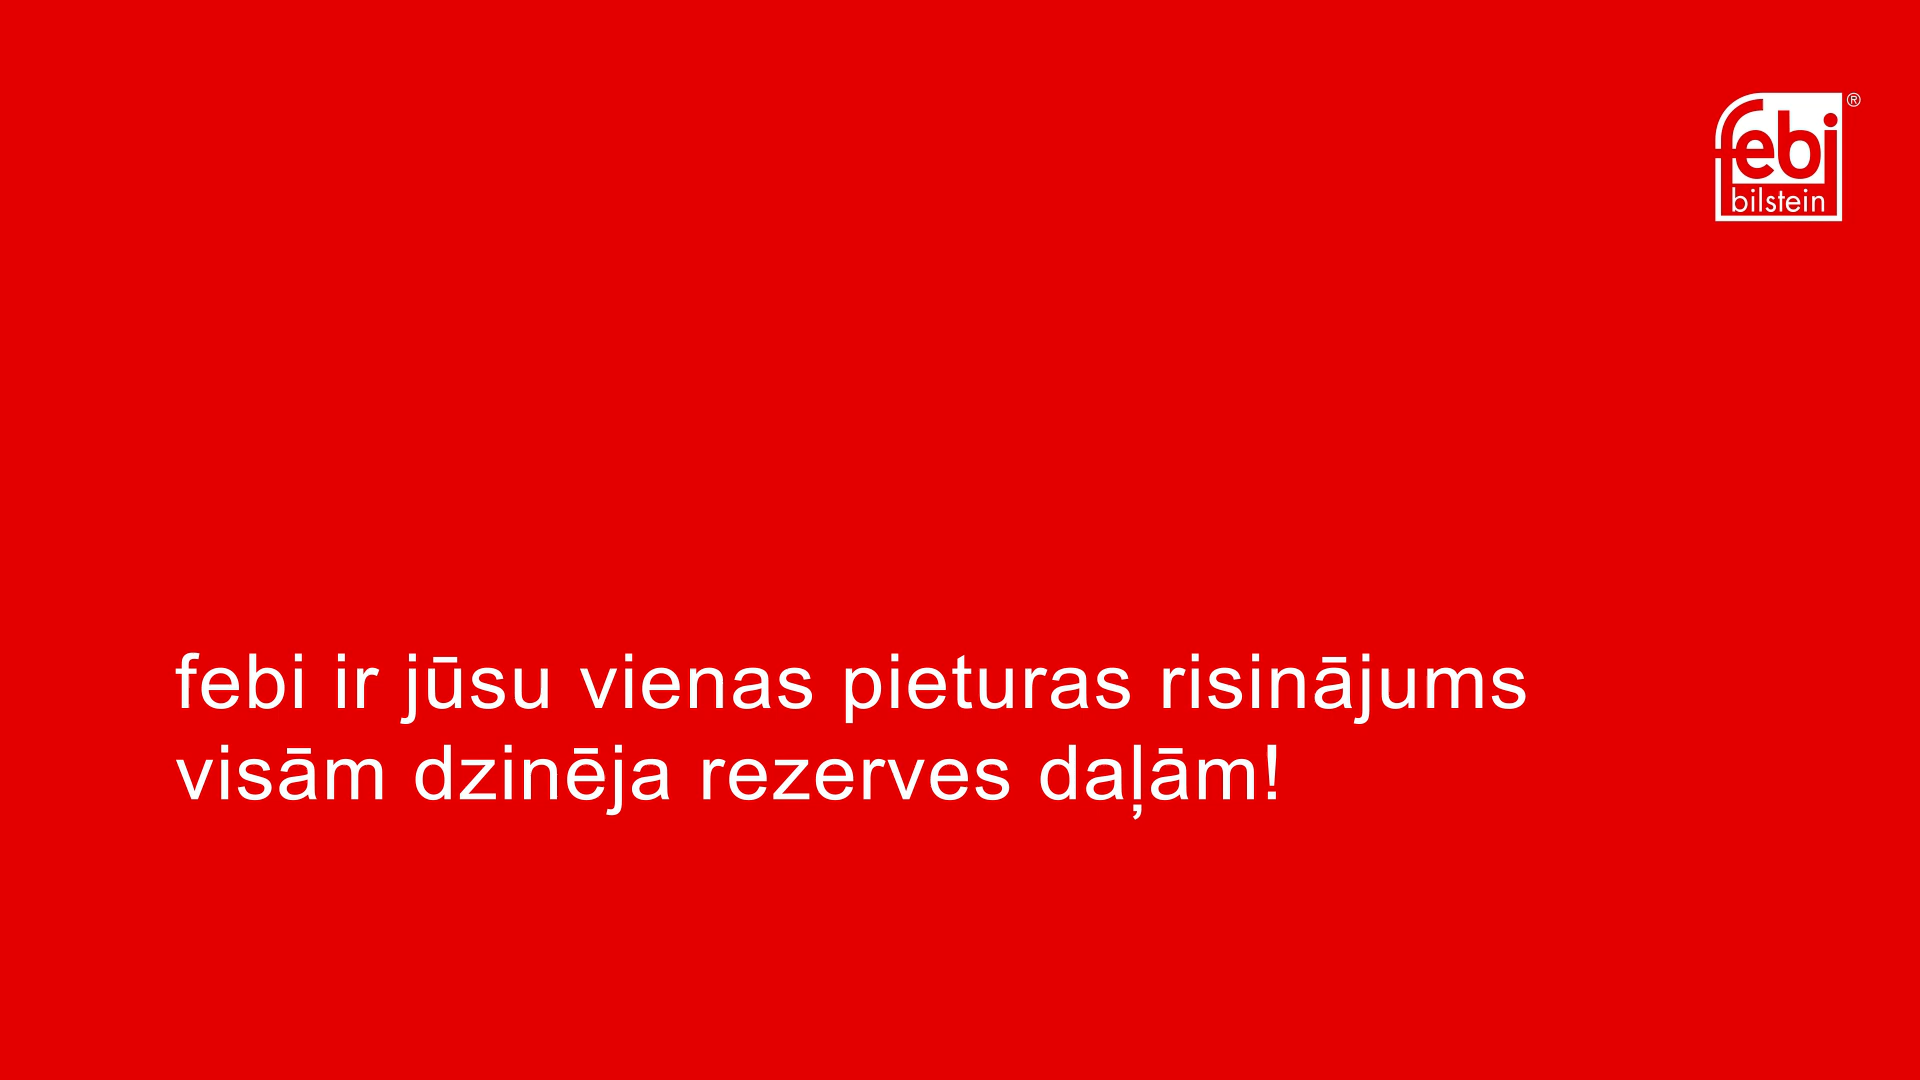 febi
bilstein
®
febi ir jūsu vienas pieturas risinājums
visām dzinēja rezerves daļām!